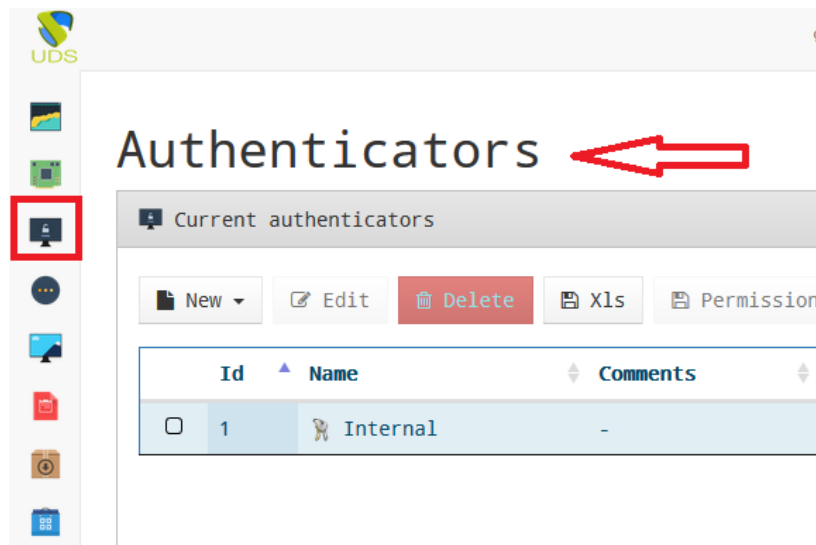 UDS
Authenticators
Current authenticators
New Edit Delete Xls Permission
Id Name Comments
1 Internal -